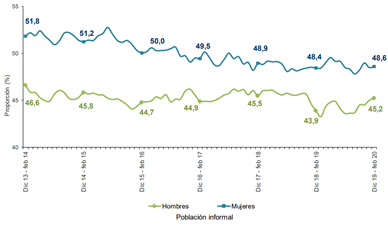 55
50
45
40
Proporción (%)
51,8
51,2
50,0
49,5
48,9
48,4
48,6
46,6
45,8
44,7
44,9
45,5
43,9
45,2
Dic 13 - feb 14
Dic 14 - feb 15
Dic 15 - feb 16
Dic 16 - feb 17
Dic 17 - feb 18
Dic 18 - feb 19
Dic 19 - feb 20
Hombres
Mujeres
Población informal